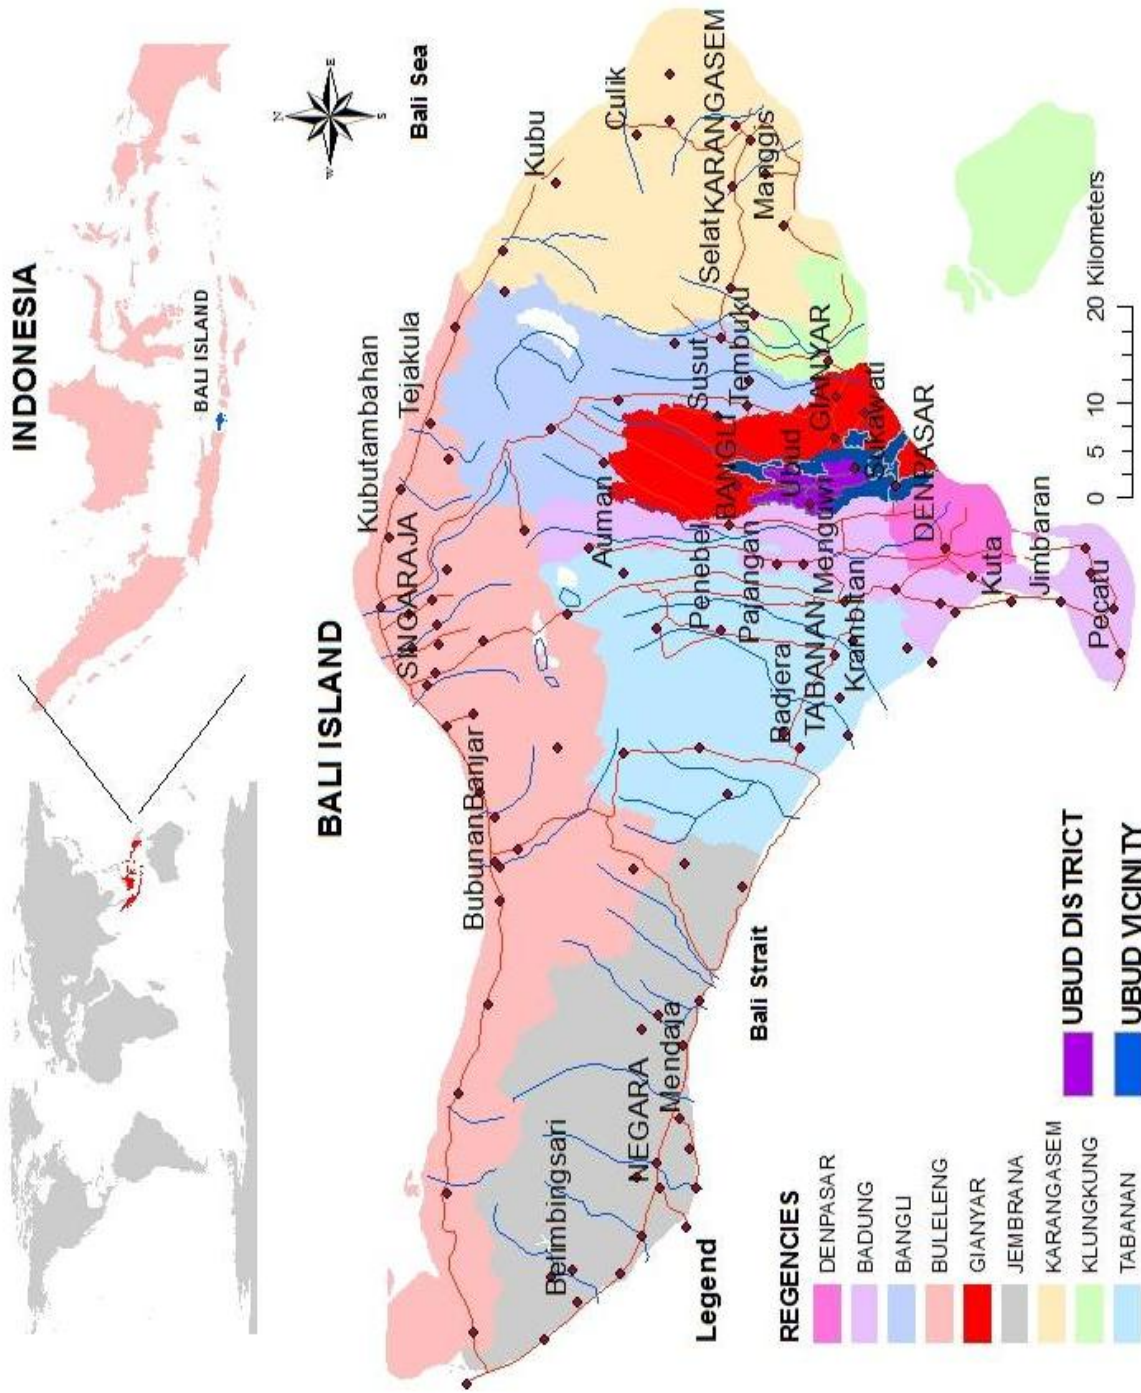 INDONESIA
BALI ISLAND
N
E
S
W
Bali Sea
BALI ISLAND
Kubutambahan
Tejakula
SINGARAJA
Kubu
Culik
Bubunan
Banjar
Auman
Susut
Selat
KARANGASEM
Manggis
Tembuku
BANGLI
Penebel
Pajangan
Ubud
GIANYAR
Badjera
TABANAN
Menguwi
Krambitan
Sukawati
DENPASAR
Kuta
Jimbaran
Pecatu
Belimbingsari
NEGARA
Mendaja
Bali Strait
0 5 10 20 Kilometers
Legend
REGENCIES
DENPASAR
BADUNG
BANGLI
BULELENG
GIANYAR
JEMBRANA
KARANGASEM
KLUNGKUNG
TABANAN
UBUD DISTRICT
UBUD VICINITY